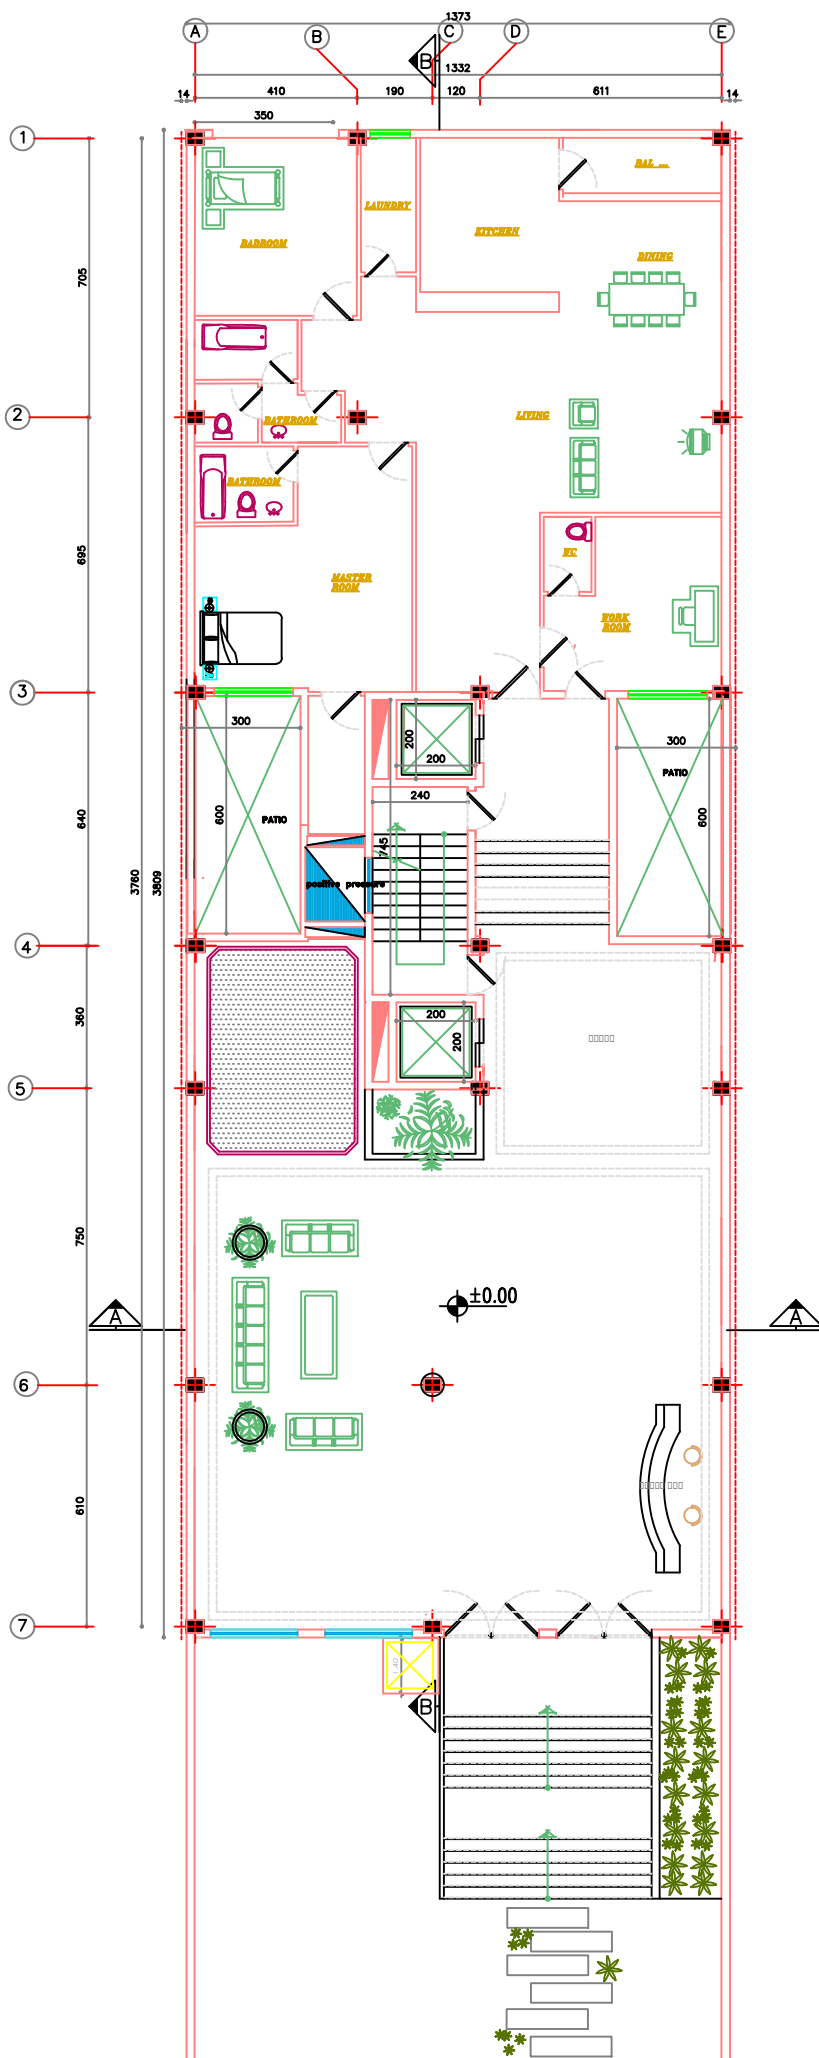 1373
A
B
C
D
E
B
1332
14
410
190
120
611
14
350
1
BAL ...
LAUNDRY
KITCHEN
BADROOM
DINING
705
2
LIVING
BATHROOM
BATHROOM
695
MASTER
ROOM
WC
WORK
ROOM
3
300
200
200
300
PATIO
240
600
PATIO
600
640
745
3760
3809
positive pressure
4
360
200
200
5
750
±0.00
A
A
6
610
7
B